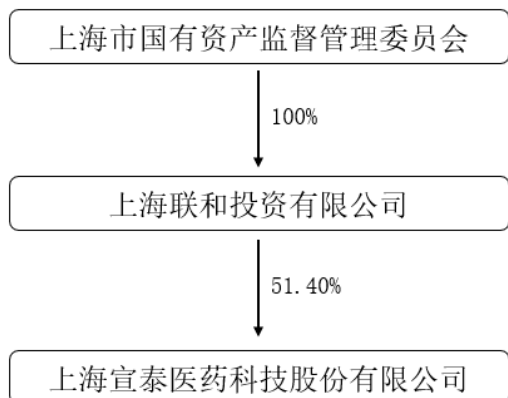 上海市国有资产监督管理委员会
100%
上海联和投资有限公司
51.40%
上海宣泰医药科技股份有限公司